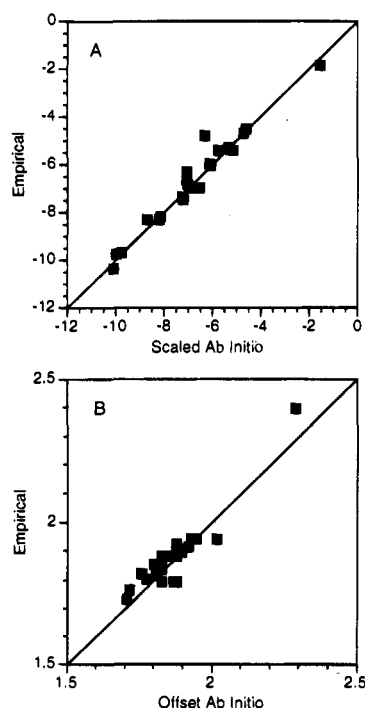 0
A
-2
-4
Empirical
-6
-8
-10
-12
-12 -10 -8 -6 -4 -2 0
Scaled Ab Initio
2.5
B
Empirical
2
1.5
1.5 2 2.5
Offset Ab Initio